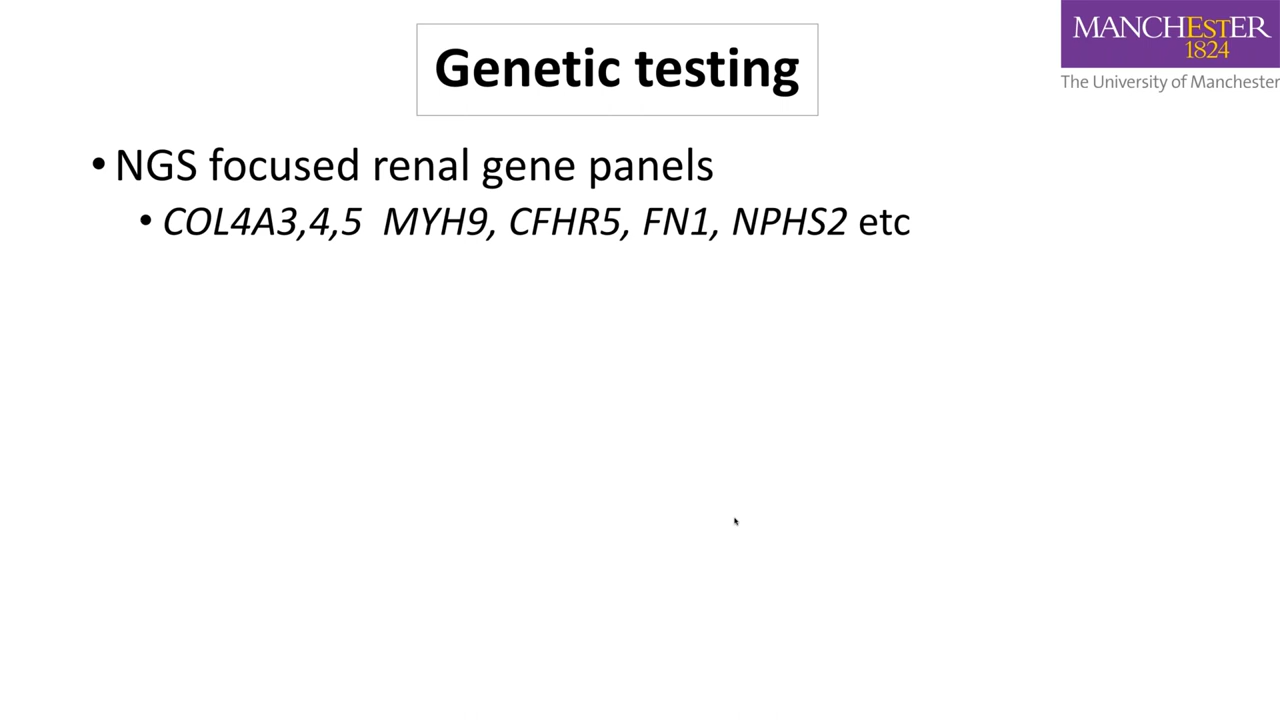 Genetic testing
MANCHESTER
1824
The University of Manchester
• NGS focused renal gene panels
• COL4A3,4,5  MYH9, CFHR5, FN1, NPHS2 etc